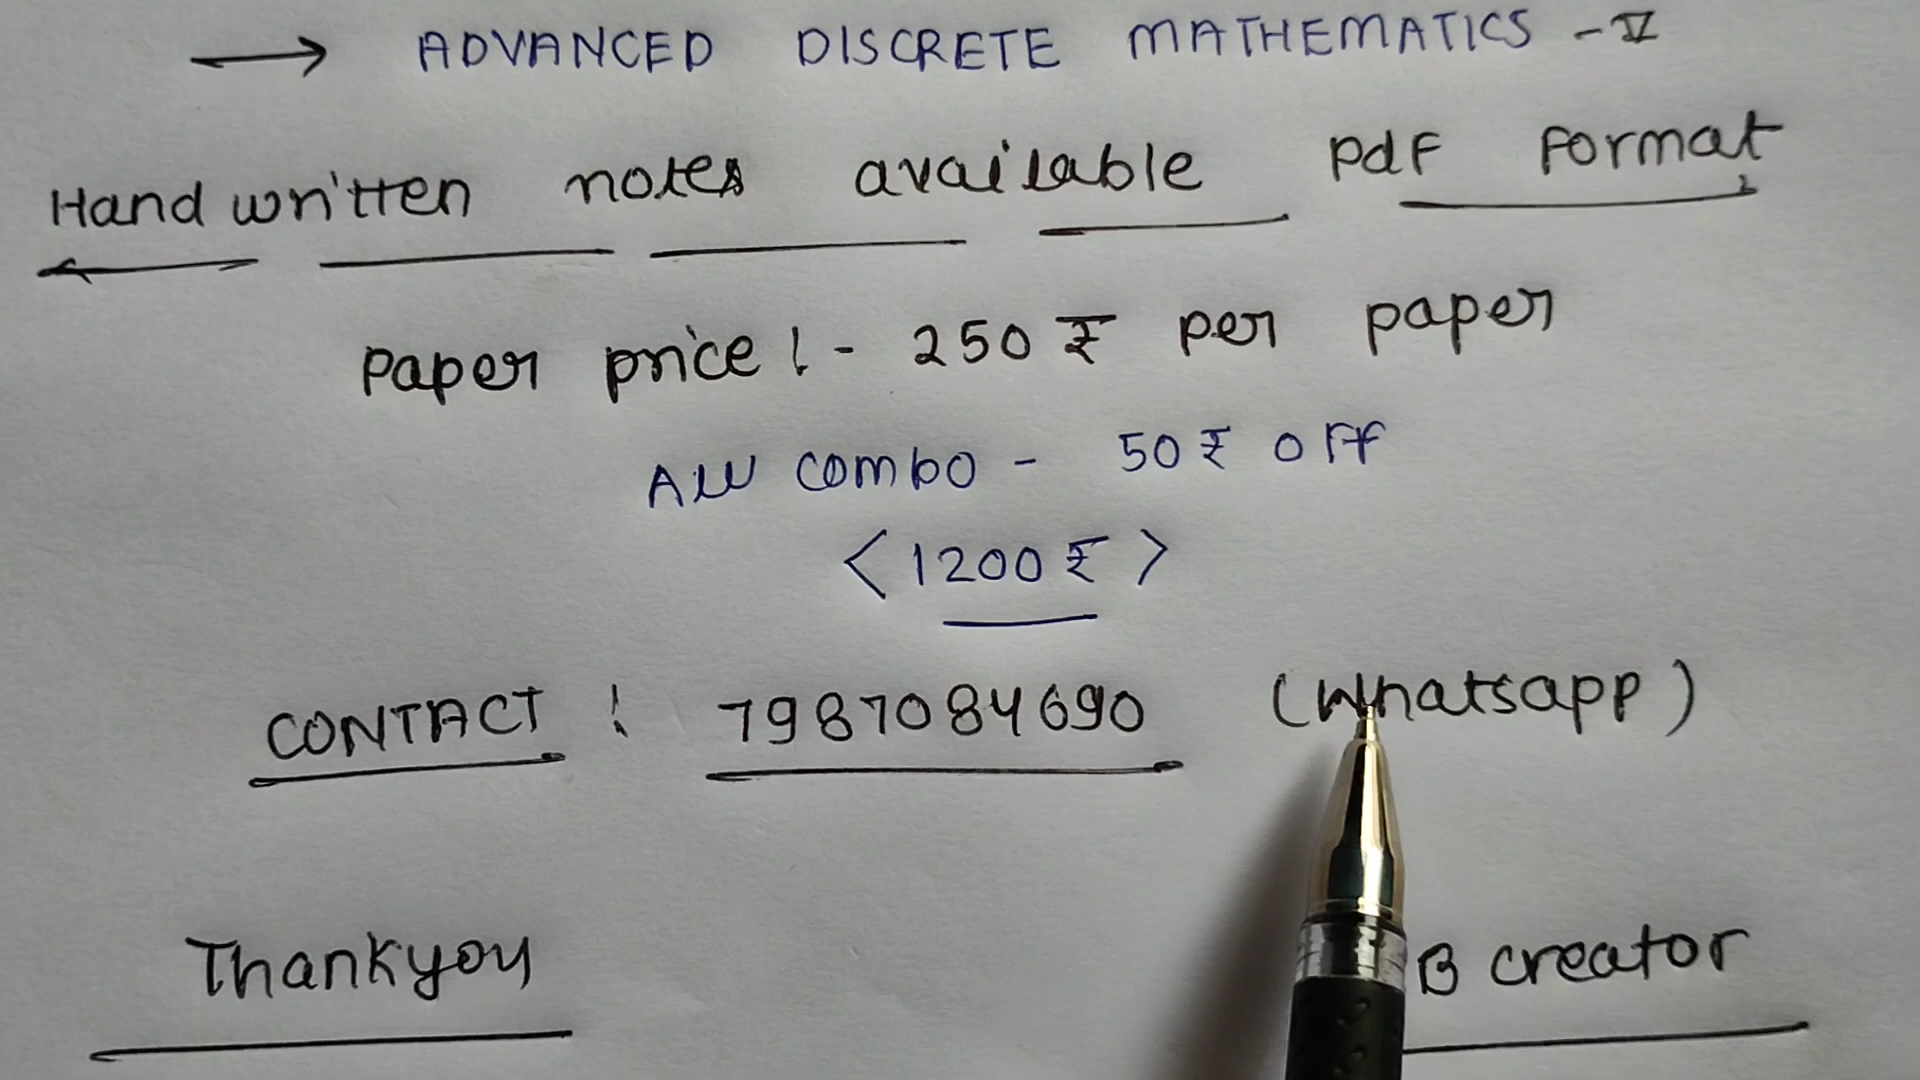 → ADVANCED DISCRETE MATHEMATICS - V
Hand written notes available pdf format
Paper price :- 250 ₹ per paper
All combo - 50 ₹ off
<1200 ₹>
CONTACT : 7987084690 (Whatsapp)
Thankyou B creator